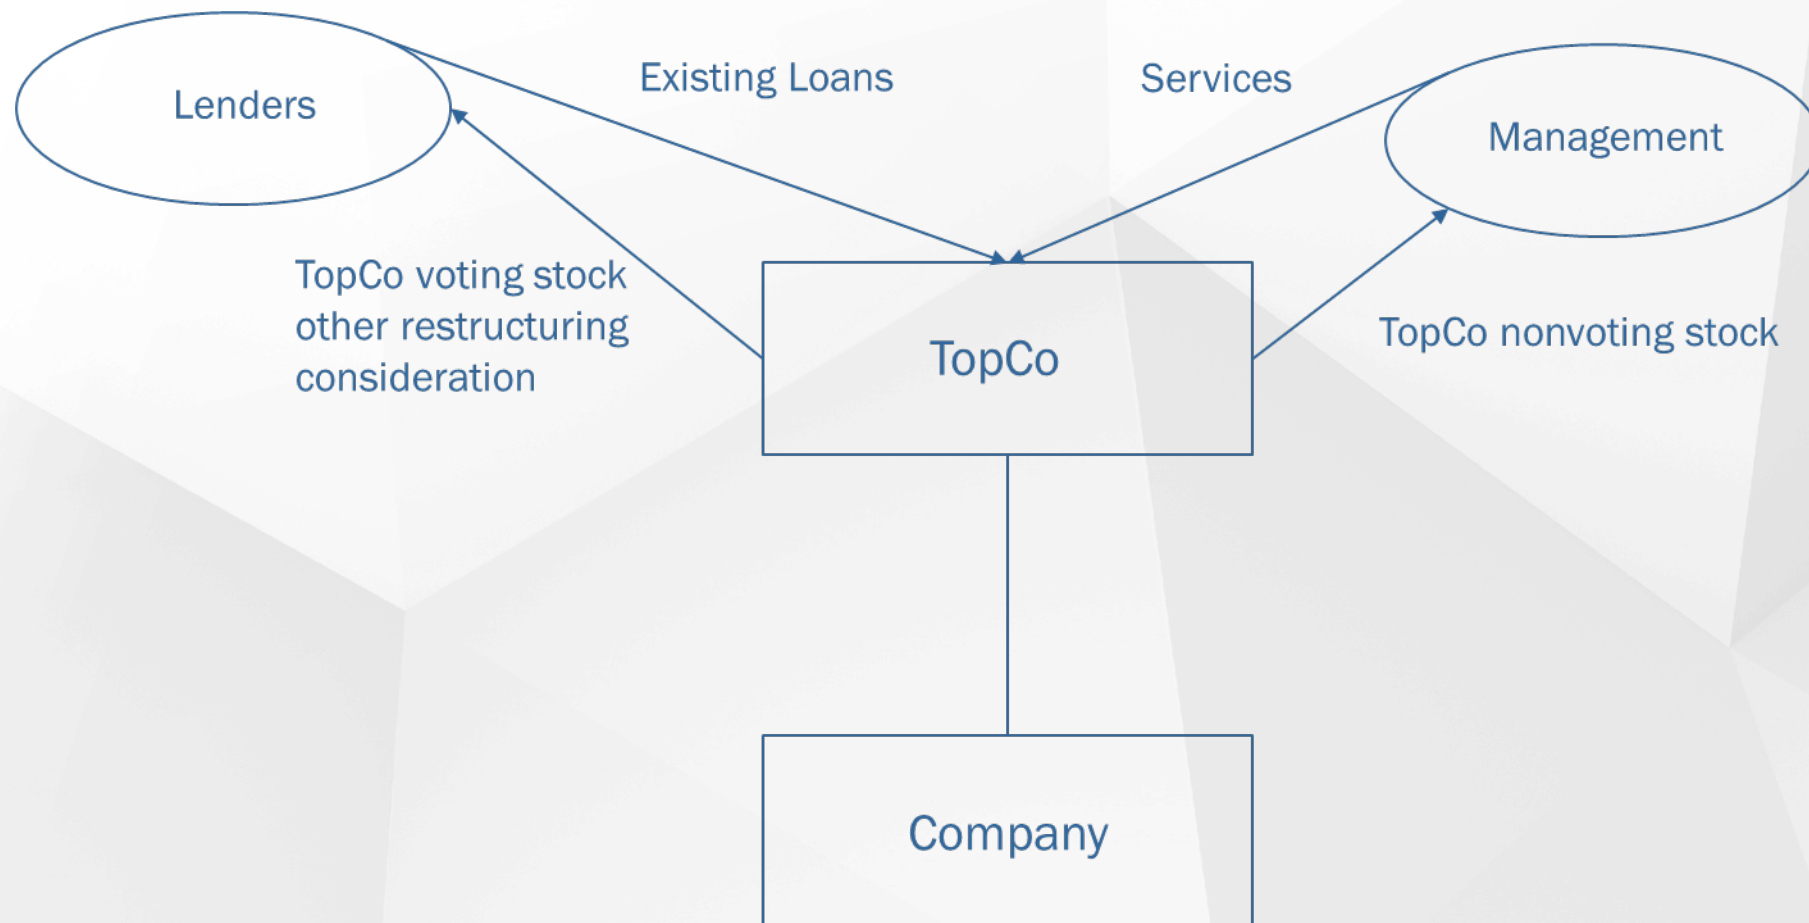 Lenders
Existing Loans
Services
Management
TopCo voting stock
other restructuring
consideration
TopCo
TopCo nonvoting stock
Company